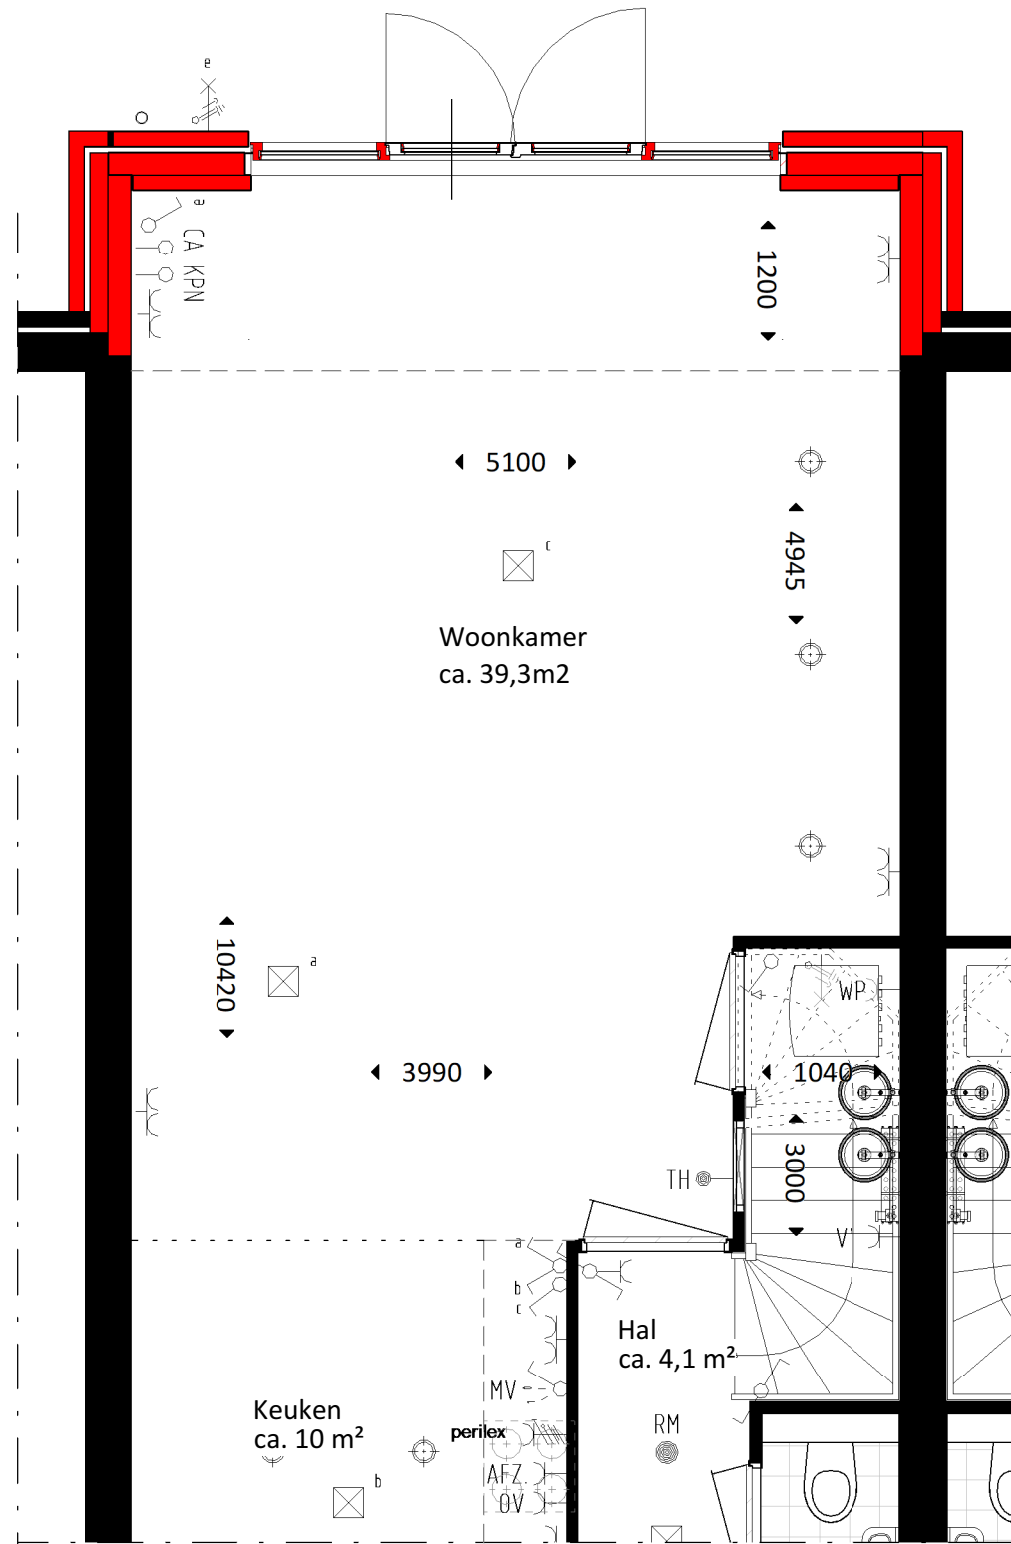 e
a
CA KPN
1200
5100
4945
c
Woonkamer
ca. 39,3m2
10420
a
WP
3990
1040
3000
TH
V
a
b
c
Hal
ca. 4,1 m²
MV
Keuken
ca. 10 m²
perilex
RM
AFZ.
OV
b